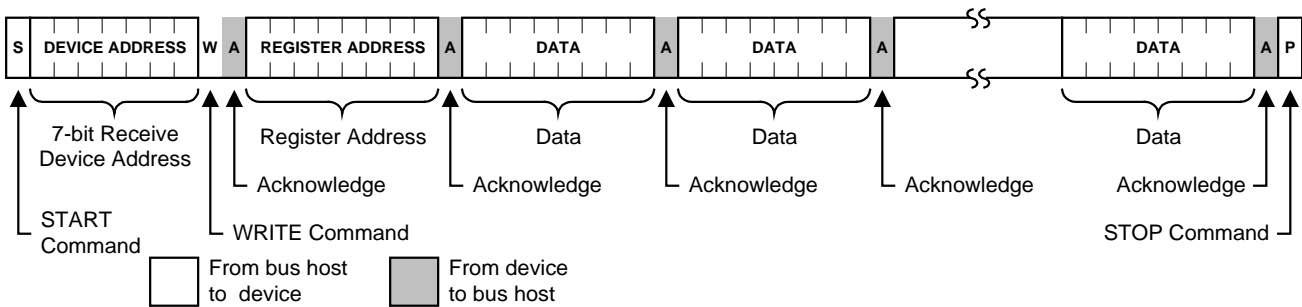 S DEVICE ADDRESS W A REGISTER ADDRESS A DATA A DATA A DATA A P
7-bit Receive
Device Address
Register Address
Data
Data
Data
Acknowledge
Acknowledge
Acknowledge
Acknowledge
Acknowledge
START
Command
WRITE Command
STOP Command
From bus host
to device
From device
to bus host